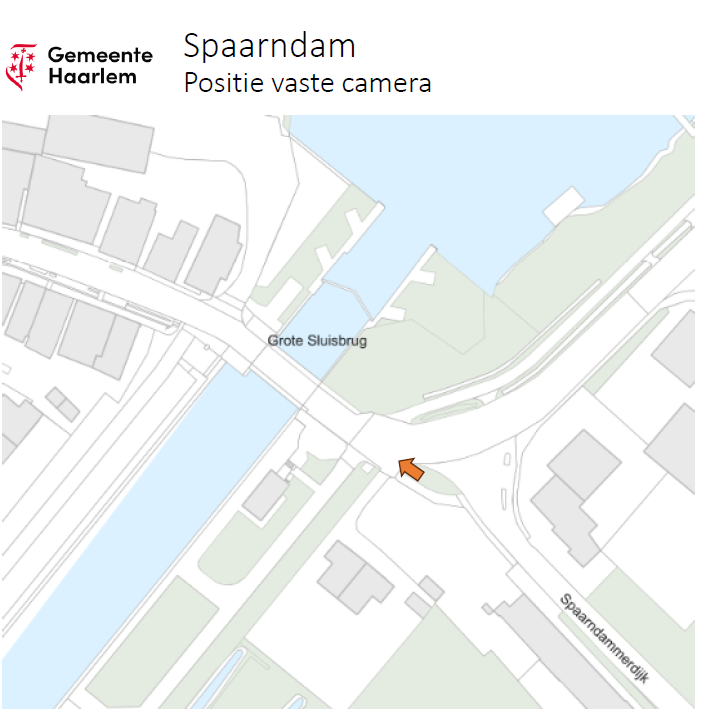 Gemeente
Haarlem
Spaarndam
Positie vaste camera
Grote Sluisbrug
Spaarndammerdijk